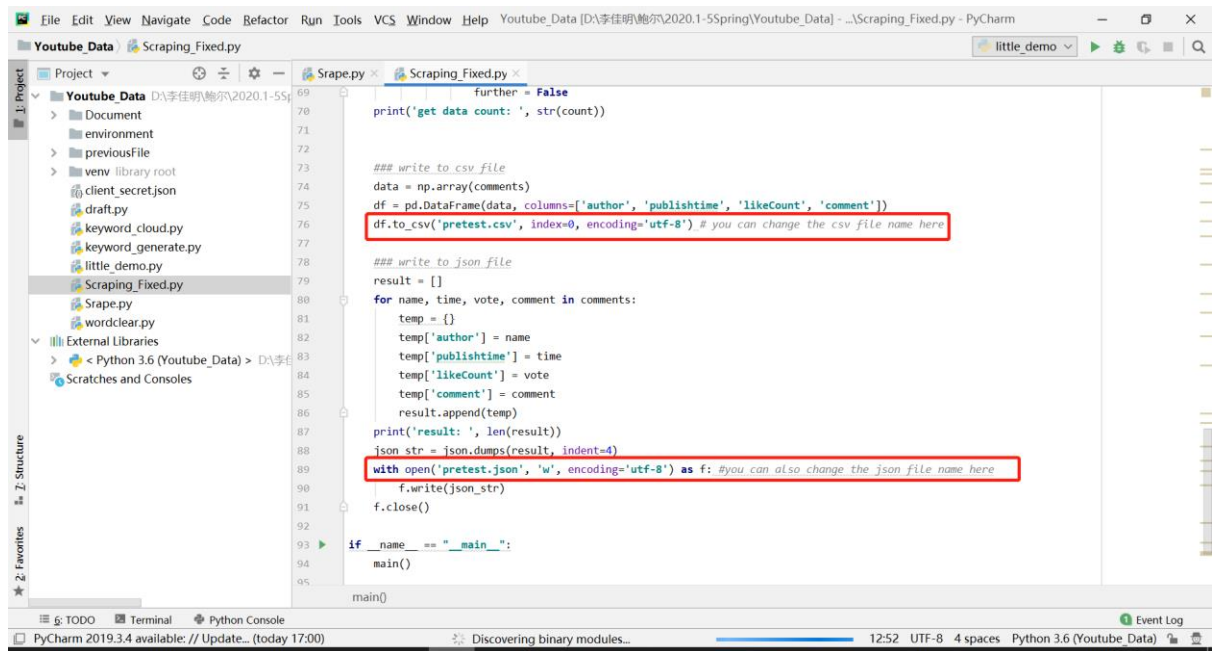 File Edit View Navigate Code Refactor Run Tools VCS Window Help Youtube_Data [D:\李佳明\鲍尔\2020.1-5Spring\Youtube_Data] - ...\Scraping_Fixed.py - PyCharm
Youtube_Data Scraping_Fixed.py little_demo
1: Project
Project
Youtube_Data D:\李佳明\鲍尔\2020.1-5Sp
Document
environment
previousFile
venv library root
client_secret.json
draft.py
keyword_cloud.py
keyword_generate.py
little_demo.py
Scraping_Fixed.py
Srape.py
wordclear.py
External Libraries
< Python 3.6 (Youtube_Data) > D:\李佳
Scratches and Consoles
Srape.py Scraping_Fixed.py
69 further = False
70 print('get data count: ', str(count))
71
72
73 ### write to csv file
74 data = np.array(comments)
75 df = pd.DataFrame(data, columns=['author', 'publishtime', 'likeCount', 'comment'])
76 df.to_csv('pretest.csv', index=0, encoding='utf-8') # you can change the csv file name here
77
78 ### write to json file
79 result = []
80 for name, time, vote, comment in comments:
81 temp = {}
82 temp['author'] = name
83 temp['publishtime'] = time
84 temp['likeCount'] = vote
85 temp['comment'] = comment
86 result.append(temp)
87 print('result: ', len(result))
88 json_str = json.dumps(result, indent=4)
89 with open('pretest.json', 'w', encoding='utf-8') as f: #you can also change the json file name here
90 f.write(json_str)
91 f.close()
92
93 if __name__ == "__main__":
94 main()
95
main()
7: Structure
2: Favorites
6: TODO Terminal Python Console 1 Event Log
PyCharm 2019.3.4 available: // Update... (today 17:00) Discovering binary modules... 12:52 UTF-8 4 spaces Python 3.6 (Youtube_Data)